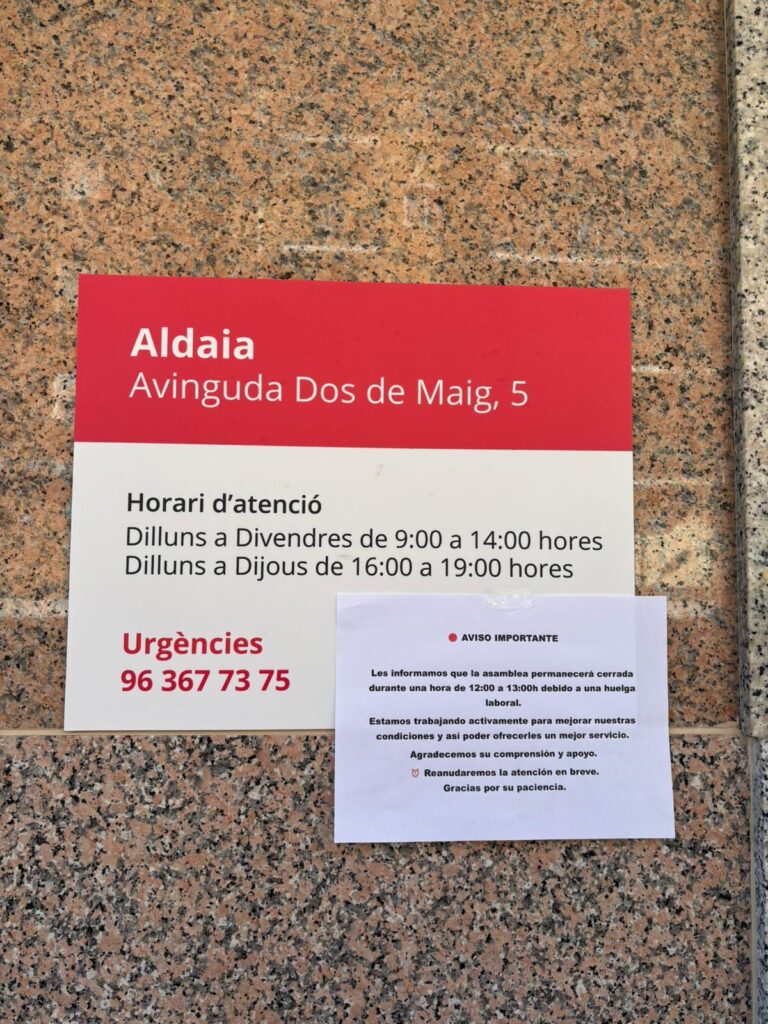 Aldaia
Avinguda Dos de Maig, 5
Horari d'atenció
Dilluns a Divendres de 9:00 a 14:00 hores
Dilluns a Dijous de 16:00 a 19:00 hores
Urgències
96 367 73 75
🔴 AVISO IMPORTANTE
Les informamos que la asamblea permanecerá cerrada
durante una hora de 12:00 a 13:00h debido a una huelga
laboral.
Estamos trabajando activamente para mejorar nuestras
condiciones y así poder ofrecerles un mejor servicio.
Agradecemos su comprensión y apoyo.
⏰ Reanudaremos la atención en breve.
Gracias por su paciencia.